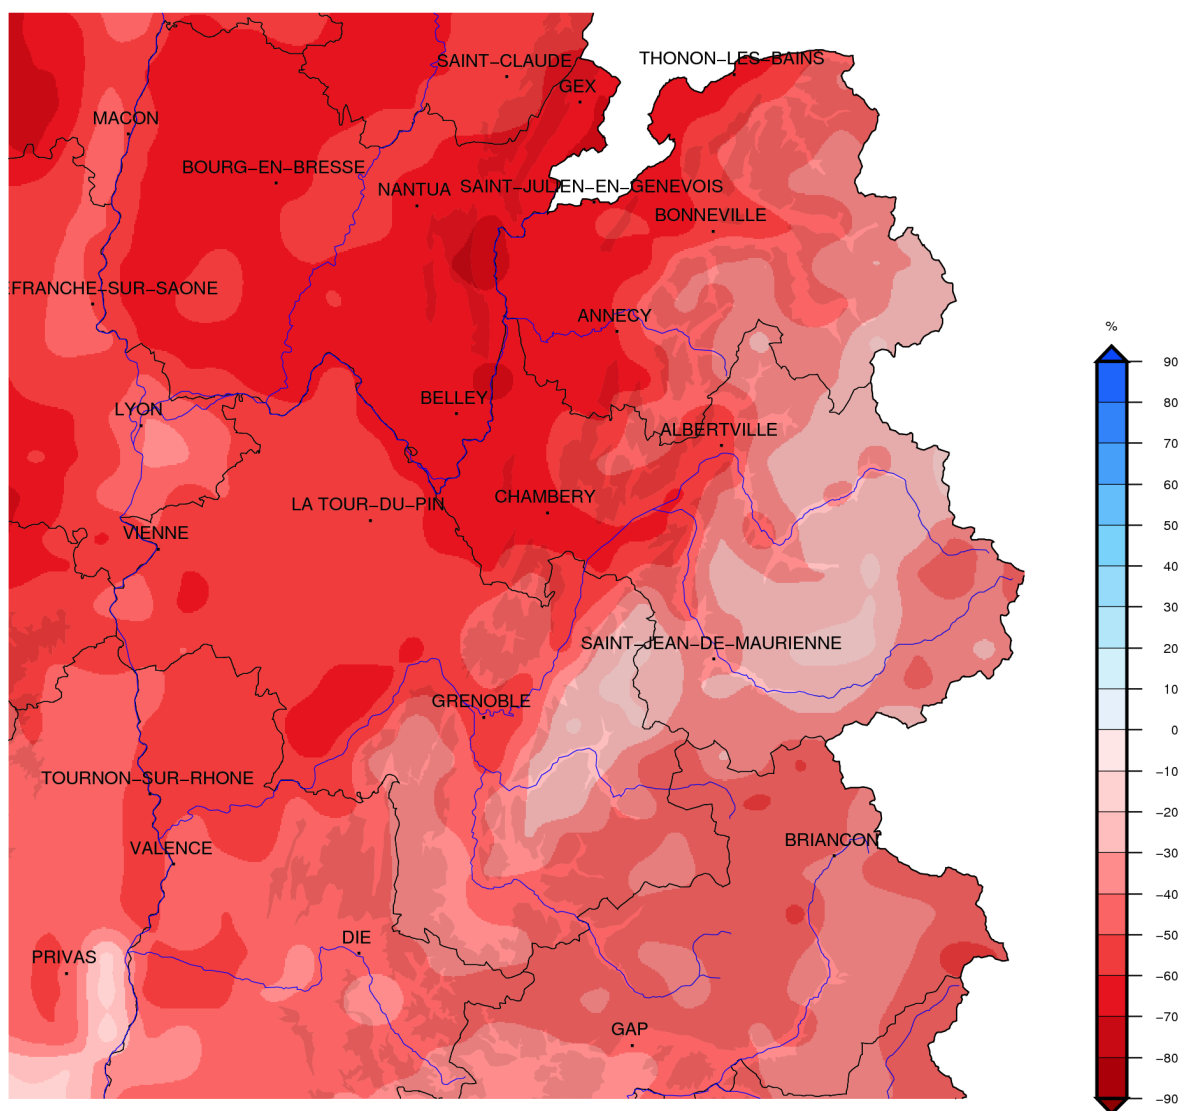 SAINT−CLAUDE
THONON−LES−BAINS
GEX
MACON
BOURG−EN−BRESSE
NANTUA
SAINT−JULIEN−EN−GENEVOIS
BONNEVILLE
EFRANCHE−SUR−SAONE
ANNECY
BELLEY
LYON
ALBERTVILLE
CHAMBERY
LA TOUR−DU−PIN
VIENNE
SAINT−JEAN−DE−MAURIENNE
GRENOBLE
TOURNON−SUR−RHONE
BRIANCON
VALENCE
DIE
PRIVAS
GAP
%
90
80
70
60
50
40
30
20
10
0
−10
−20
−30
−40
−50
−60
−70
−80
−90